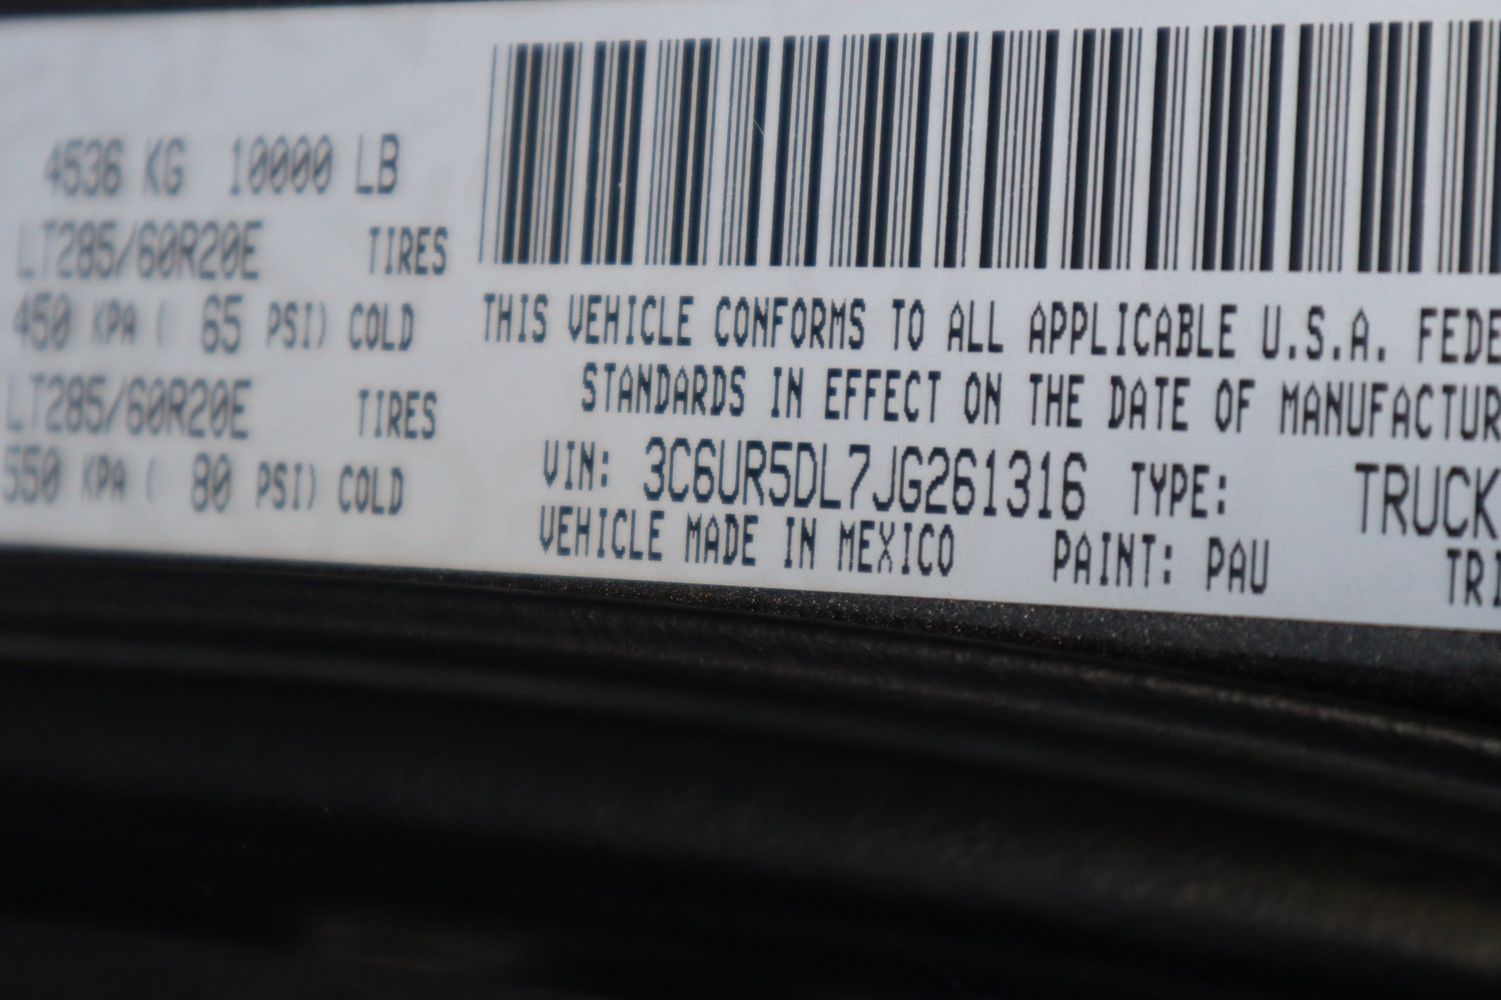 4536 KG 10000 LB
LT285/60R20E TIRES
450 KPA ( 65 PSI) COLD
LT285/60R20E TIRES
550 KPA ( 80 PSI) COLD
THIS VEHICLE CONFORMS TO ALL APPLICABLE U.S.A. FEDE
STANDARDS IN EFFECT ON THE DATE OF MANUFACTUR
VIN: 3C6UR5DL7JG261316 TYPE: TRUCK
VEHICLE MADE IN MEXICO PAINT: PAU TRI